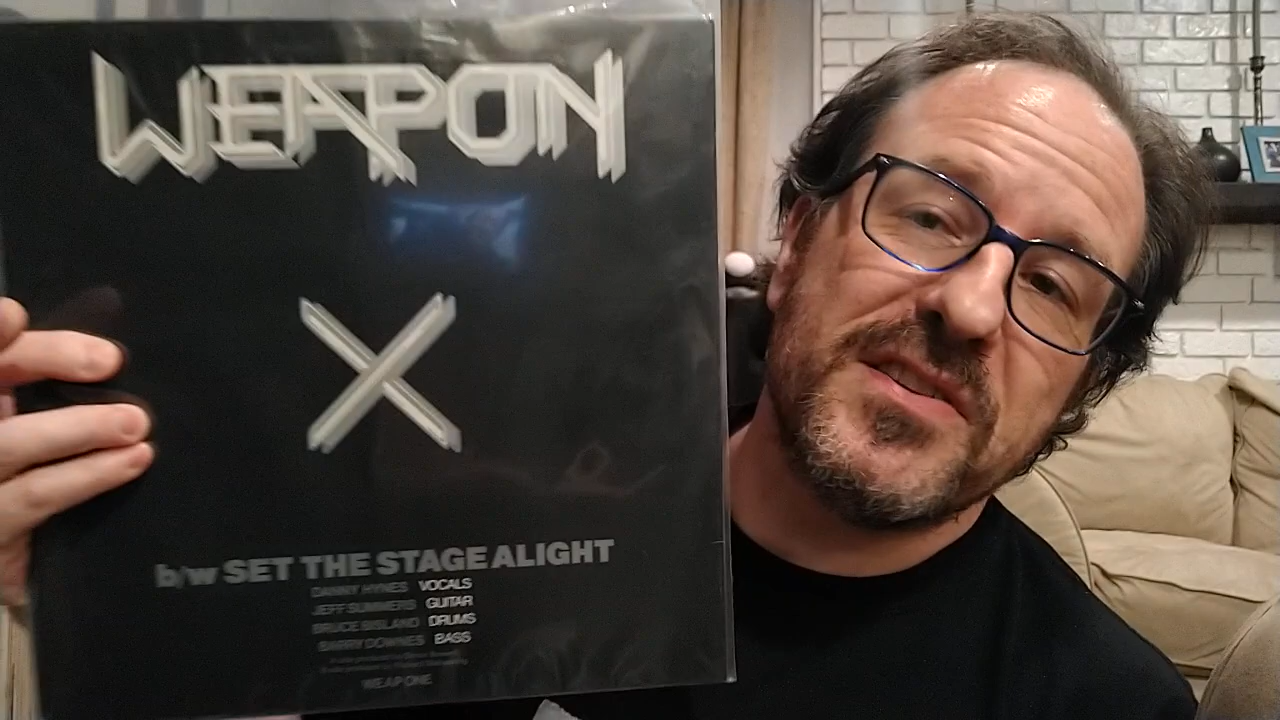 WEAPON
b/w SET THE STAGE ALIGHT
DANNY HYNES VOCALS
JEFF SUMMERS GUITAR
BRUCE BISLAND DRUMS
BARRY DOWNES BASS
WEAP ONE